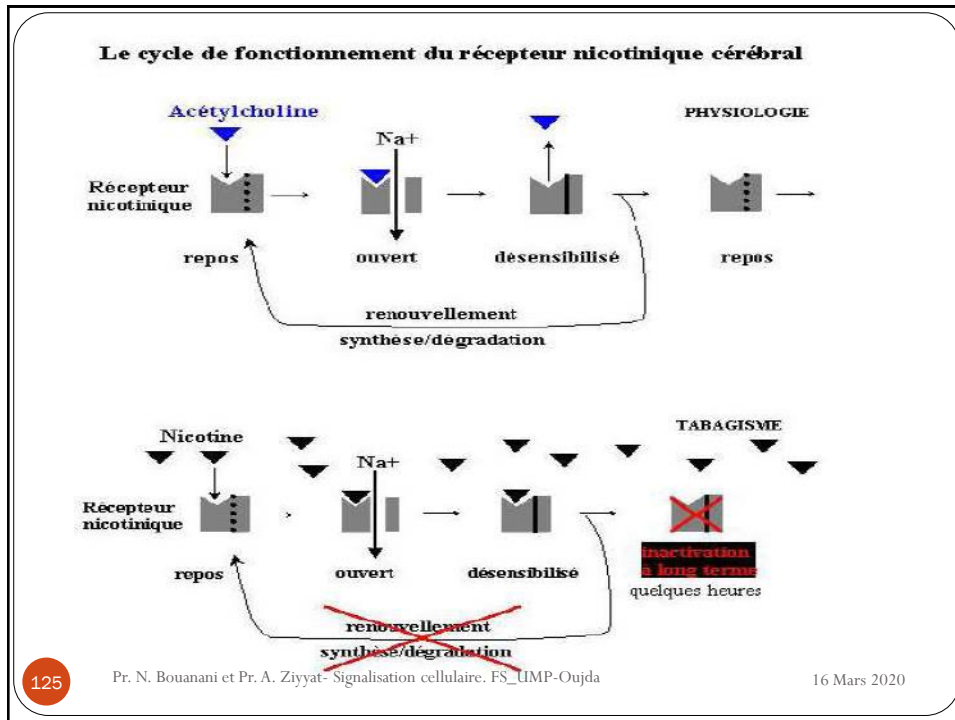 Le cycle de fonctionnement du récepteur nicotinique cérébral
Acétylcholine
PHYSIOLOGIE
Na+
Récepteur
nicotinique
repos
ouvert
désensibilisé
repos
renouvellement
synthèse/dégradation
TABAGISME
Nicotine
Na+
Récepteur
nicotinique
inactivation
à long terme
repos
ouvert
désensibilisé
quelques heures
renouvellement
synthèse/dégradation
125
Pr. N. Bouanani et Pr. A. Ziyyat- Signalisation cellulaire. FS_UMP-Oujda
16 Mars 2020